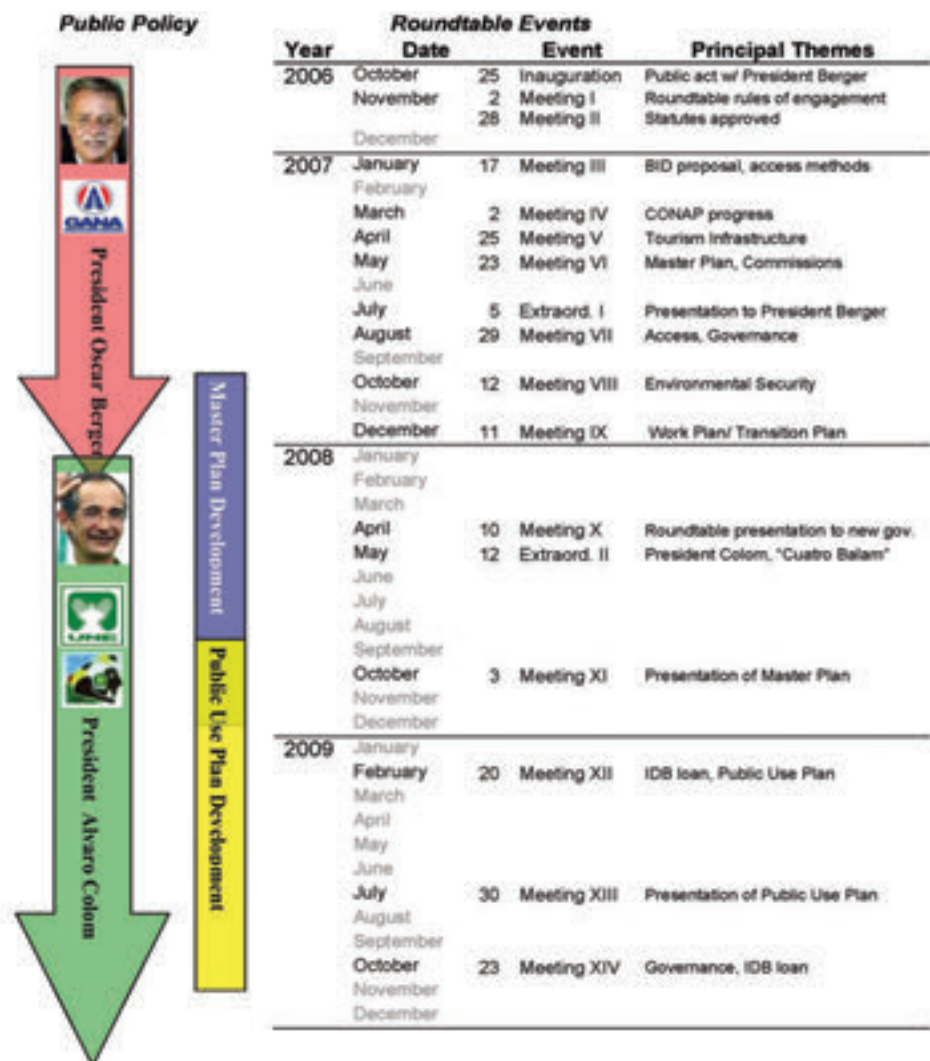 Public Policy
Roundtable Events
Year Date Event Principal Themes
2006 October 25 Inauguration Public act w/ President Berger
November 2 Meeting I Roundtable rules of engagement
28 Meeting II Statutes approved
December
2007 January 17 Meeting III BID proposal, access methods
February
March 2 Meeting IV CONAP progress
April 25 Meeting V Tourism Infrastructure
May 23 Meeting VI Master Plan, Commissions
June
July 5 Extraord. I Presentation to President Berger
August 29 Meeting VII Access, Governance
September
October 12 Meeting VIII Environmental Security
November
December 11 Meeting IX Work Plan/ Transition Plan
2008 January
February
March
April 10 Meeting X Roundtable presentation to new gov.
May 12 Extraord. II President Colom, "Cuatro Balam"
June
July
August
September
October 3 Meeting XI Presentation of Master Plan
November
December
2009 January
February 20 Meeting XII IDB loan, Public Use Plan
March
April
May
June
July 30 Meeting XIII Presentation of Public Use Plan
August
September
October 23 Meeting XIV Governance, IDB loan
November
December
GANA
President Oscar Berger
UNE
President Alvaro Colom
Master Plan Development
Public Use Plan Development